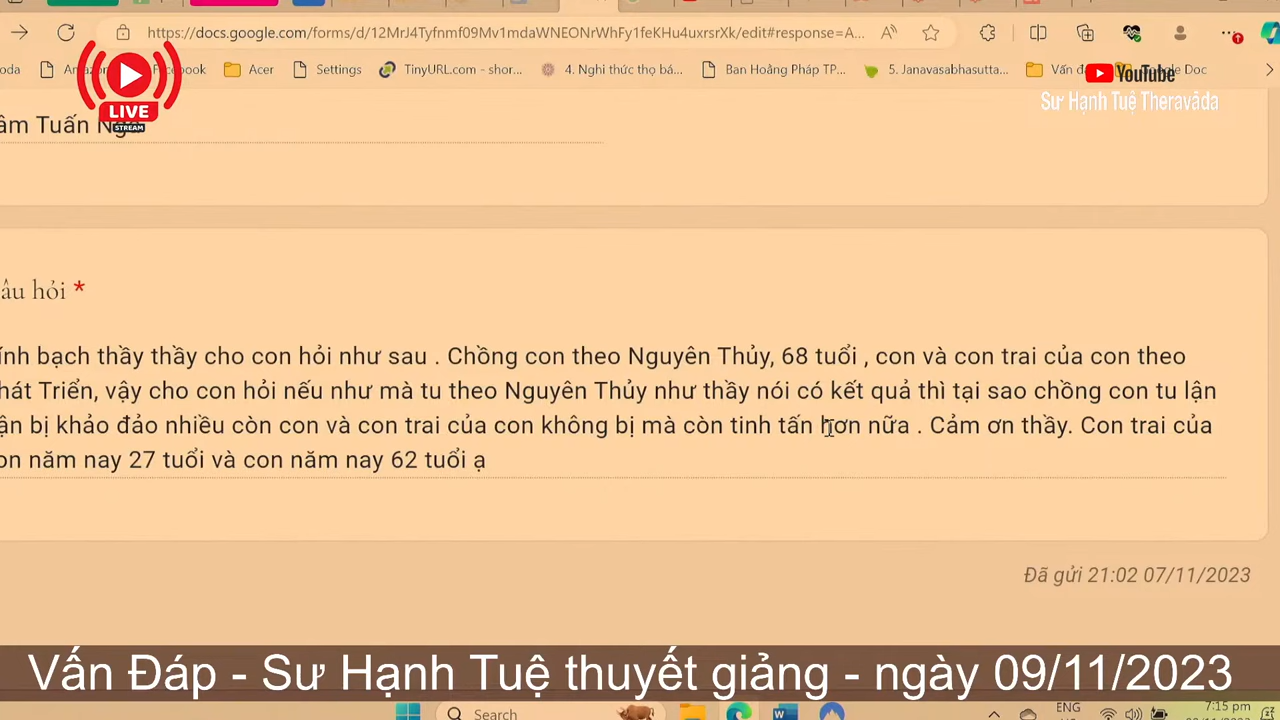 https://docs.google.com/forms/d/12MrJ4Tyfnmf09Mv1mdaWNEONrWhFy1feKHu4uxrsrXk/edit#response=A...
Acer
Settings
TinyURL.com - shor...
4. Nghi thức thọ bá...
Ban Hoằng Pháp TP...
5. Janavasabhasutta...
YouTube
Sư Hạnh Tuệ Theravāda
LIVE
STREAM
âm Tuấn Nga
âu hỏi *
ính bạch thầy thầy cho con hỏi như sau . Chồng con theo Nguyên Thủy, 68 tuổi , con và con trai của con theo
hát Triển, vậy cho con hỏi nếu như mà tu theo Nguyên Thủy như thầy nói có kết quả thì tại sao chồng con tu lận
ận bị khảo đảo nhiều còn con và con trai của con không bị mà còn tinh tấn hơn nữa . Cảm ơn thầy. Con trai của
on năm nay 27 tuổi và con năm nay 62 tuổi ạ
Đã gửi 21:02 07/11/2023
Vấn Đáp - Sư Hạnh Tuệ thuyết giảng - ngày 09/11/2023
Search
ENG
7:15 pm